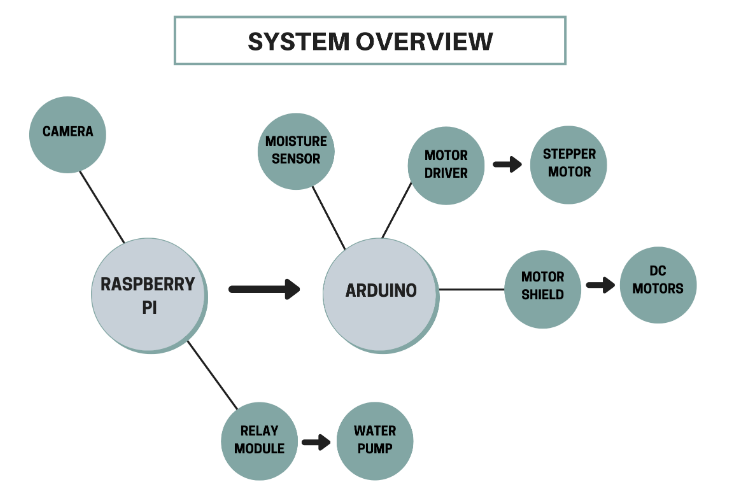 SYSTEM OVERVIEW
CAMERA
MOISTURE
SENSOR
MOTOR
DRIVER
STEPPER
MOTOR
RASPBERRY
PI
ARDUINO
MOTOR
SHIELD
DC
MOTORS
RELAY
MODULE
WATER
PUMP